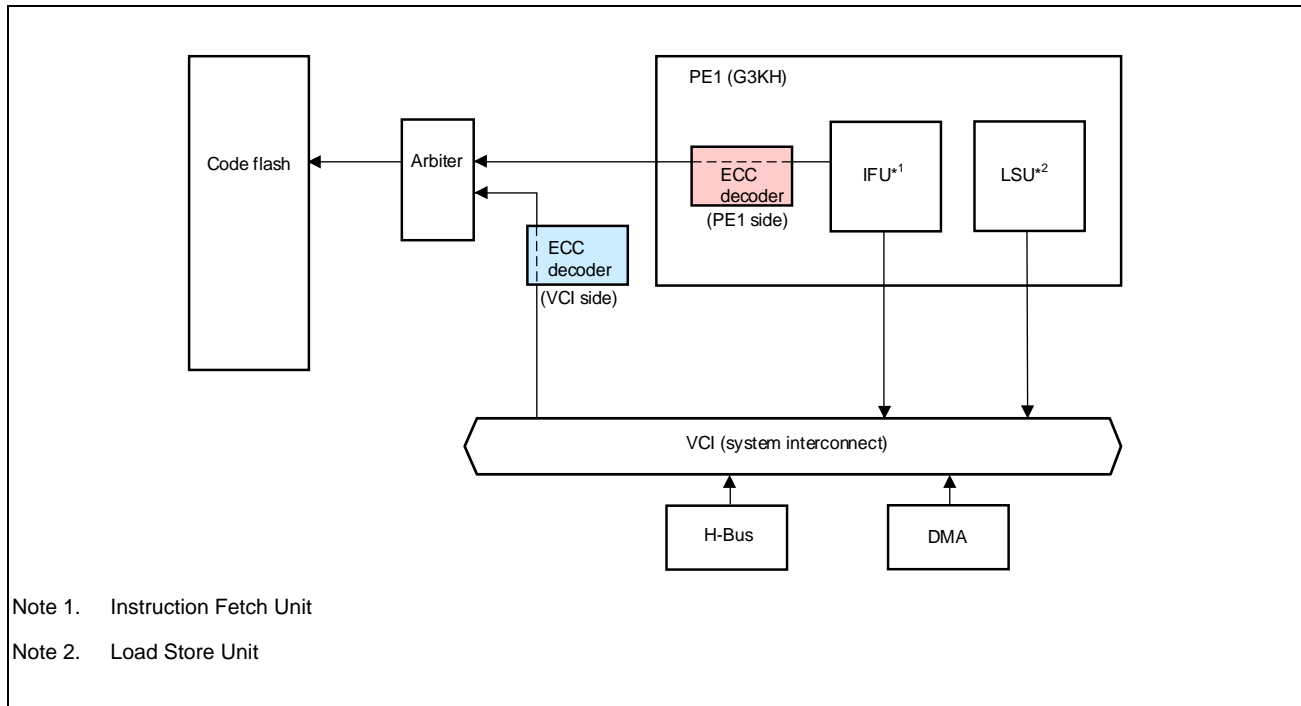 PE1 (G3KH)
Code flash
Arbiter
ECC
decoder
(PE1 side)
IFU*1
LSU*2
ECC
decoder
(VCI side)
VCI (system interconnect)
H-Bus
DMA
Note 1. Instruction Fetch Unit
Note 2. Load Store Unit